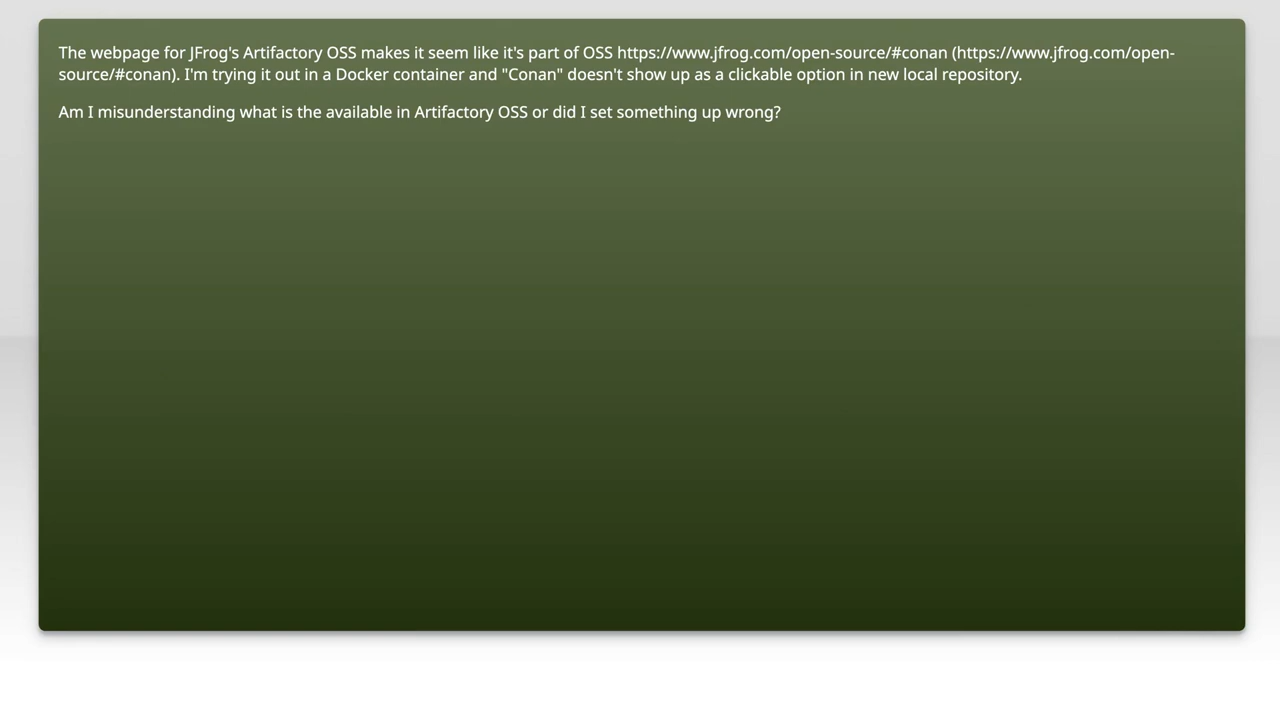 The webpage for JFrog's Artifactory OSS makes it seem like it's part of OSS https://www.jfrog.com/open-source/#conan (https://www.jfrog.com/open-
source/#conan). I'm trying it out in a Docker container and "Conan" doesn't show up as a clickable option in new local repository.
Am I misunderstanding what is the available in Artifactory OSS or did I set something up wrong?